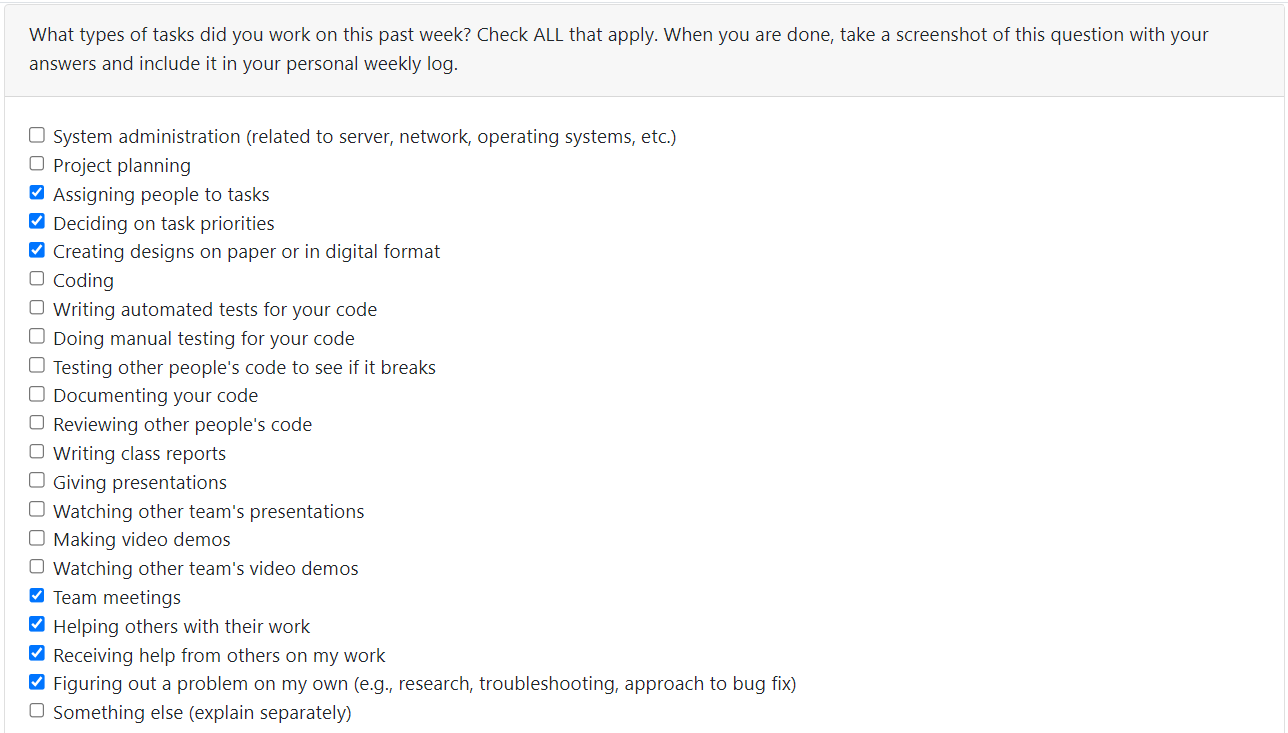 What types of tasks did you work on this past week? Check ALL that apply. When you are done, take a screenshot of this question with your
answers and include it in your personal weekly log.
System administration (related to server, network, operating systems, etc.)
Project planning
Assigning people to tasks
Deciding on task priorities
Creating designs on paper or in digital format
Coding
Writing automated tests for your code
Doing manual testing for your code
Testing other people's code to see if it breaks
Documenting your code
Reviewing other people's code
Writing class reports
Giving presentations
Watching other team's presentations
Making video demos
Watching other team's video demos
Team meetings
Helping others with their work
Receiving help from others on my work
Figuring out a problem on my own (e.g., research, troubleshooting, approach to bug fix)
Something else (explain separately)